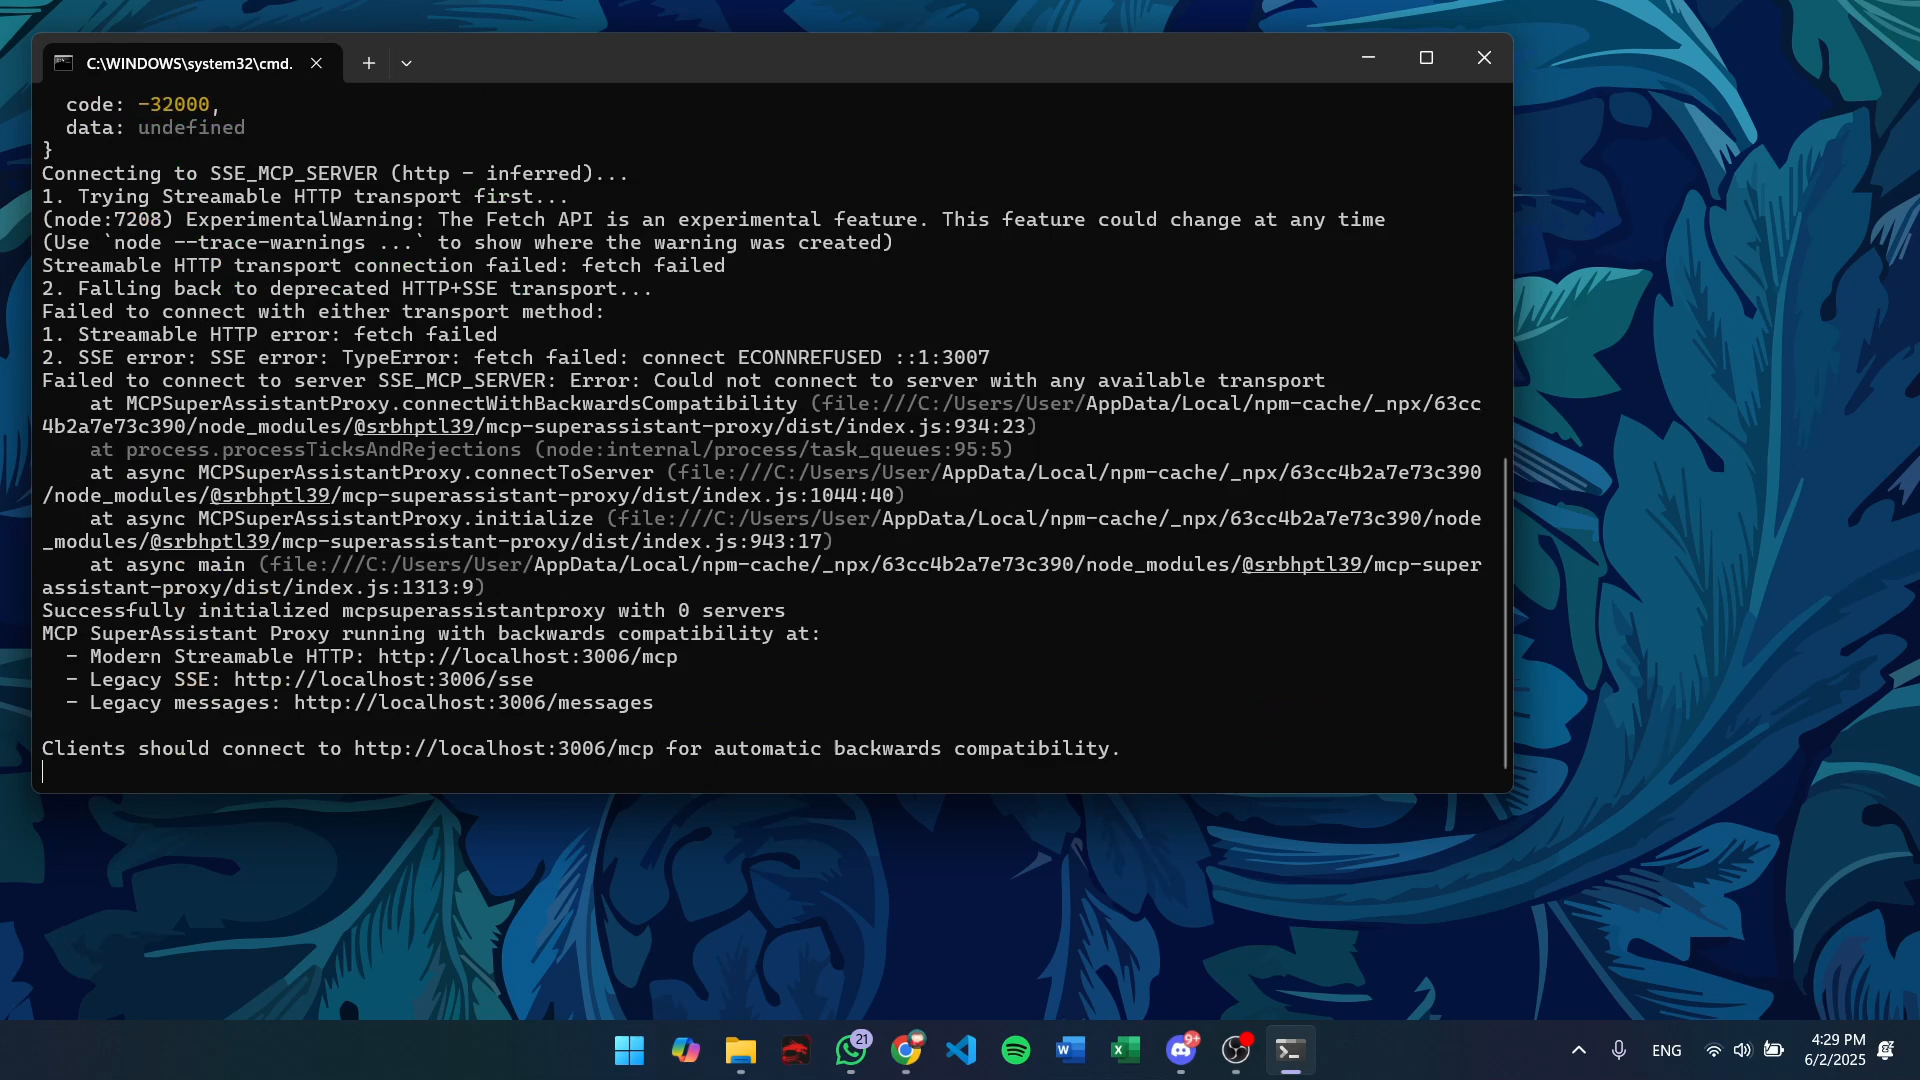 C:\WINDOWS\system32\cmd.
code: -32000,
data: undefined
}
Connecting to SSE_MCP_SERVER (http - inferred)...
1. Trying Streamable HTTP transport first...
(node:7208) ExperimentalWarning: The Fetch API is an experimental feature. This feature could change at any time
(Use `node --trace-warnings ...` to show where the warning was created)
Streamable HTTP transport connection failed: fetch failed
2. Falling back to deprecated HTTP+SSE transport...
Failed to connect with either transport method:
1. Streamable HTTP error: fetch failed
2. SSE error: SSE error: TypeError: fetch failed: connect ECONNREFUSED ::1:3007
Failed to connect to server SSE_MCP_SERVER: Error: Could not connect to server with any available transport
at MCPSuperAssistantProxy.connectWithBackwardsCompatibility (file:///C:/Users/User/AppData/Local/npm-cache/_npx/63cc
4b2a7e73c390/node_modules/@srbhptl39/mcp-superassistant-proxy/dist/index.js:934:23)
at process.processTicksAndRejections (node:internal/process/task_queues:95:5)
at async MCPSuperAssistantProxy.connectToServer (file:///C:/Users/User/AppData/Local/npm-cache/_npx/63cc4b2a7e73c390
/node_modules/@srbhptl39/mcp-superassistant-proxy/dist/index.js:1044:40)
at async MCPSuperAssistantProxy.initialize (file:///C:/Users/User/AppData/Local/npm-cache/_npx/63cc4b2a7e73c390/node
_modules/@srbhptl39/mcp-superassistant-proxy/dist/index.js:943:17)
at async main (file:///C:/Users/User/AppData/Local/npm-cache/_npx/63cc4b2a7e73c390/node_modules/@srbhptl39/mcp-super
assistant-proxy/dist/index.js:1313:9)
Successfully initialized mcpsuperassistantproxy with 0 servers
MCP SuperAssistant Proxy running with backwards compatibility at:
- Modern Streamable HTTP: http://localhost:3006/mcp
- Legacy SSE: http://localhost:3006/sse
- Legacy messages: http://localhost:3006/messages
Clients should connect to http://localhost:3006/mcp for automatic backwards compatibility.
21
9+
ENG
4:29 PM
6/2/2025